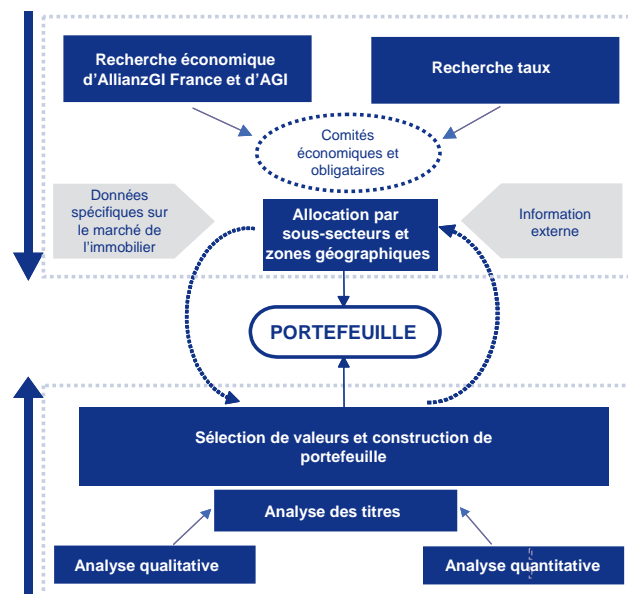 Recherche économique
d’AllianzGI France et d’AGI
Recherche taux
Comités
économiques et
obligataires
Données
spécifiques sur
le marché de
l’immobilier
Allocation par
sous-secteurs et
zones géographiques
Information
externe
PORTEFEUILLE
Sélection de valeurs et construction de
portefeuille
Analyse des titres
Analyse qualitative
Analyse quantitative